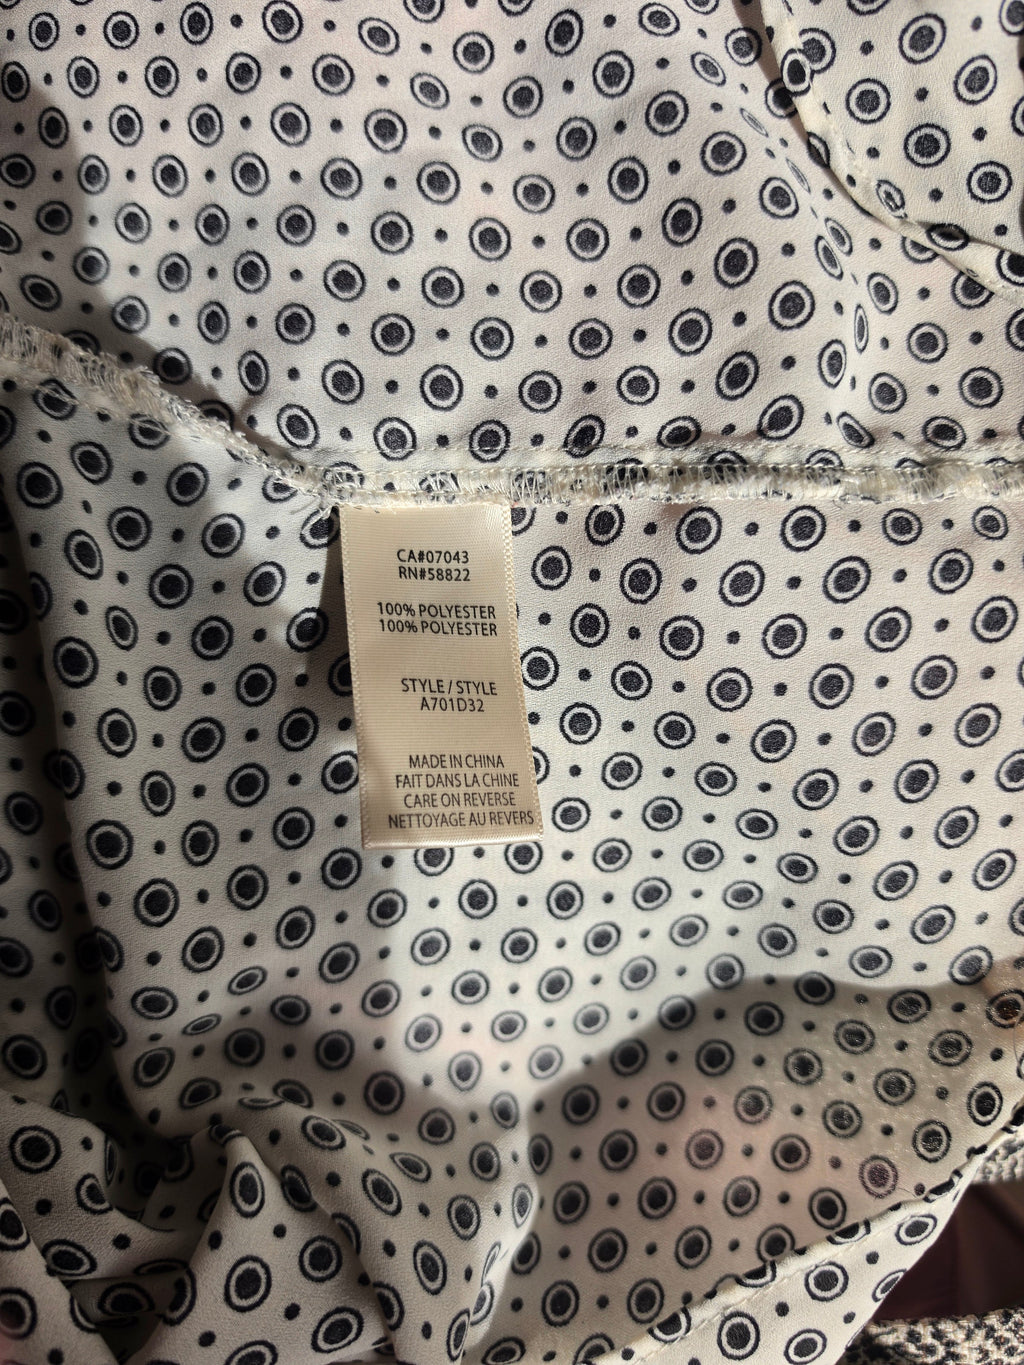 CA#07043
RN#58822
100% POLYESTER
100% POLYESTER
STYLE/STYLE
A701D32
MADE IN CHINA
FAIT DANS LA CHINE
CARE ON REVERSE
NETTOYAGE AU REVERS